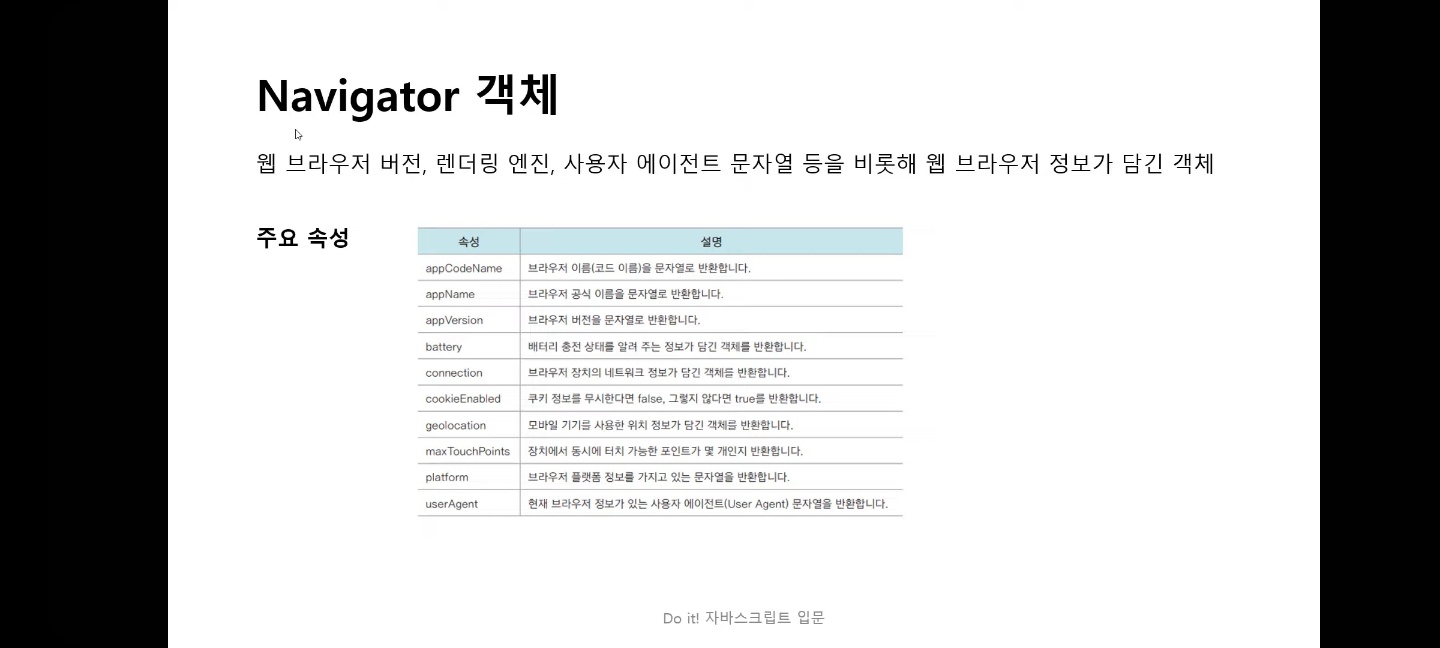 Navigator 객체
웹 브라우저 버전, 렌더링 엔진, 사용자 에이전트 문자열 등을 비롯해 웹 브라우저 정보가 담긴 객체
주요 속성
속성 설명
appCodeName 브라우저 이름(코드 이름)을 문자열로 반환합니다.
appName 브라우저 공식 이름을 문자열로 반환합니다.
appVersion 브라우저 버전을 문자열로 반환합니다.
battery 배터리 충전 상태를 알려 주는 정보가 담긴 객체를 반환합니다.
connection 브라우저 장치의 네트워크 정보가 담긴 객체를 반환합니다.
cookieEnabled 쿠키 정보를 무시한다면 false, 그렇지 않다면 true를 반환합니다.
geolocation 모바일 기기를 사용한 위치 정보가 담긴 객체를 반환합니다.
maxTouchPoints 장치에서 동시에 터치 가능한 포인트가 몇 개인지 반환합니다.
platform 브라우저 플랫폼 정보를 가지고 있는 문자열을 반환합니다.
userAgent 현재 브라우저 정보가 있는 사용자 에이전트(User Agent) 문자열을 반환합니다.
Do it! 자바스크립트 입문